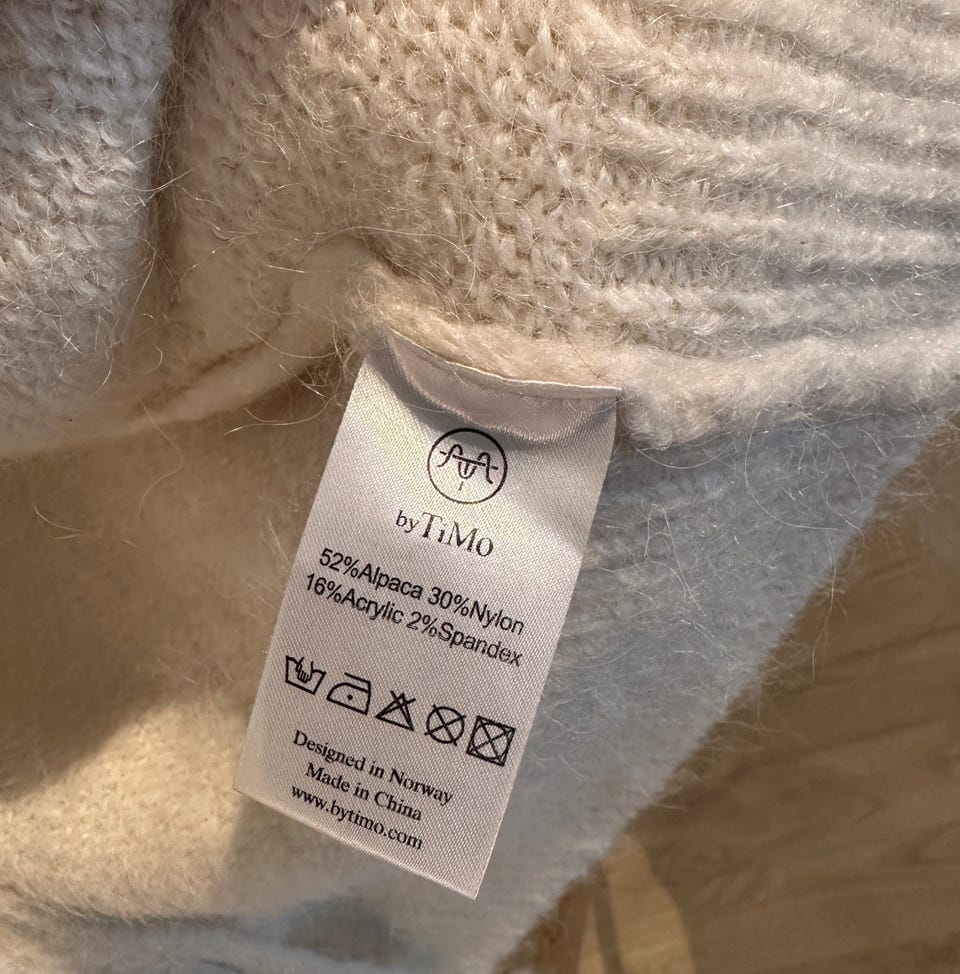 byTiMo
52%Alpaca 30%Nylon
16%Acrylic 2%Spandex
Designed in Norway
Made in China
www.bytimo.com